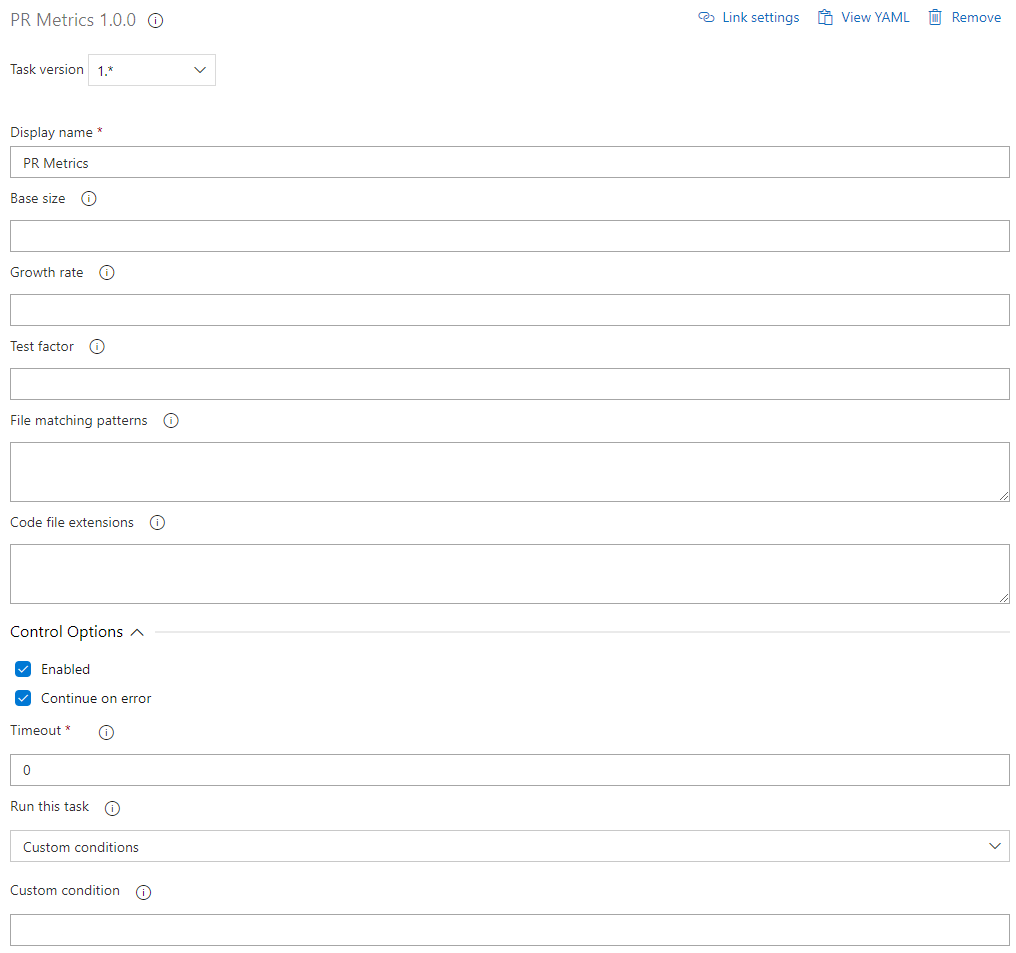 PR Metrics 1.0.0
Link settings View YAML Remove
Task version 1.*
Display name *
PR Metrics
Base size
Growth rate
Test factor
File matching patterns
Code file extensions
Control Options
Enabled
Continue on error
Timeout *
0
Run this task
Custom conditions
Custom condition